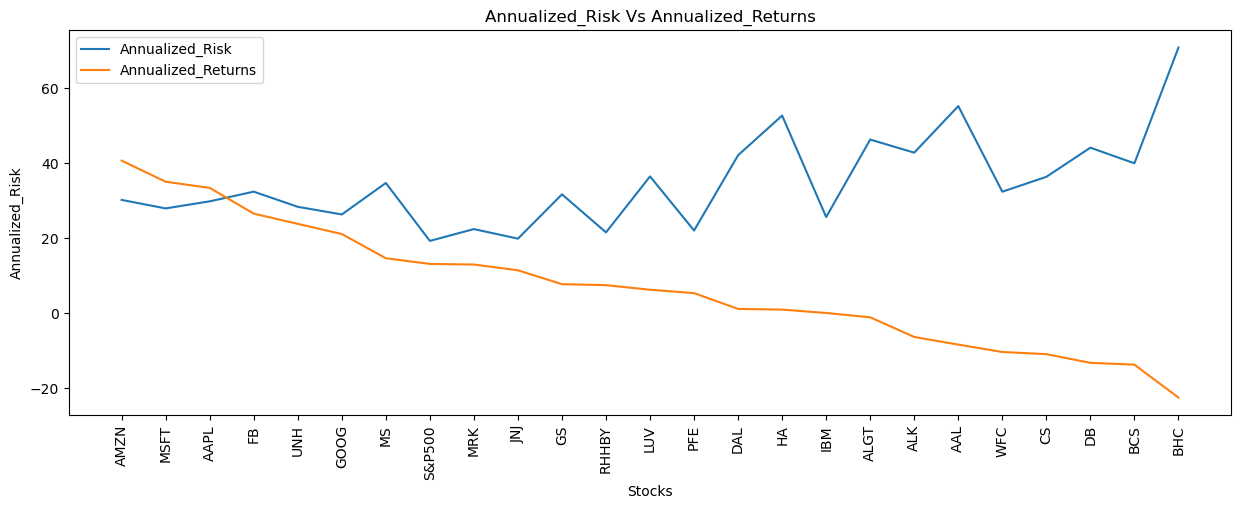 Annualized_Risk Vs Annualized_Returns
Annualized_Risk
Annualized_Returns
Annualized_Risk
60
40
20
0
−20
AMZN
MSFT
AAPL
FB
UNH
GOOG
MS
S&P500
MRK
JNJ
GS
RHHBY
LUV
PFE
DAL
HA
IBM
ALGT
ALK
AAL
WFC
CS
DB
BCS
BHC
Stocks